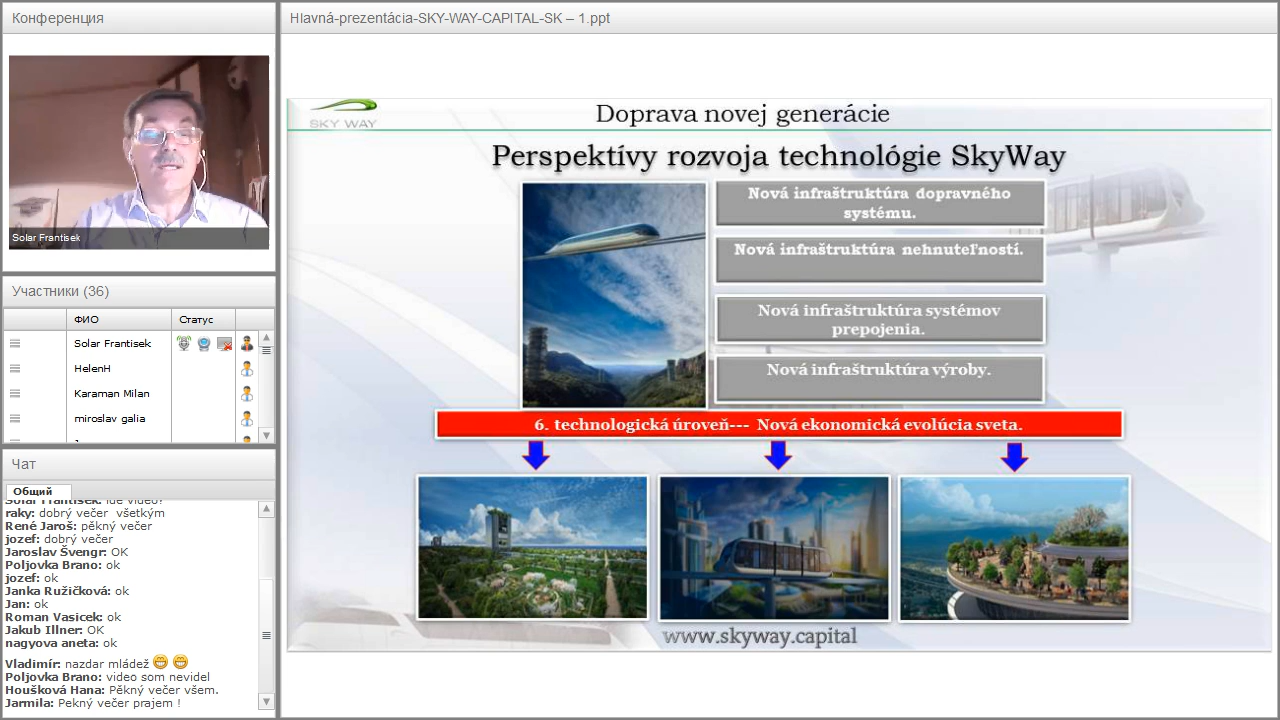 Конференция
Solar Frantisek
Участники (36)
ФИО Статус
Solar Frantisek
HelenH
Karaman Milan
miroslav galia
Чат
Общий
Solar Frantisek: ide video?
raky: dobrý večer všetkým
René Jaroš: pěkný večer
jozef: dobrý večer
Jaroslav Švengr: OK
Poljovka Brano: ok
jozef: ok
Janka Ružičková: ok
Jan: ok
Roman Vasicek: ok
Jakub Illner: OK
nagyova aneta: ok
Vladimír: nazdar mládež
Poljovka Brano: video som nevidel
Houšková Hana: Pěkný večer všem.
Jarmila: Pekný večer prajem !
Hlavná-prezentácia-SKY-WAY-CAPITAL-SK – 1.ppt
SKY WAY
Doprava novej generácie
Perspektívy rozvoja technológie SkyWay
Nová infraštruktúra dopravného
systému.
Nová infraštruktúra nehnuteľností.
Nová infraštruktúra systémov
prepojenia.
Nová infraštruktúra výroby.
6. technologická úroveň--- Nová ekonomická evolúcia sveta.
www.skyway.capital